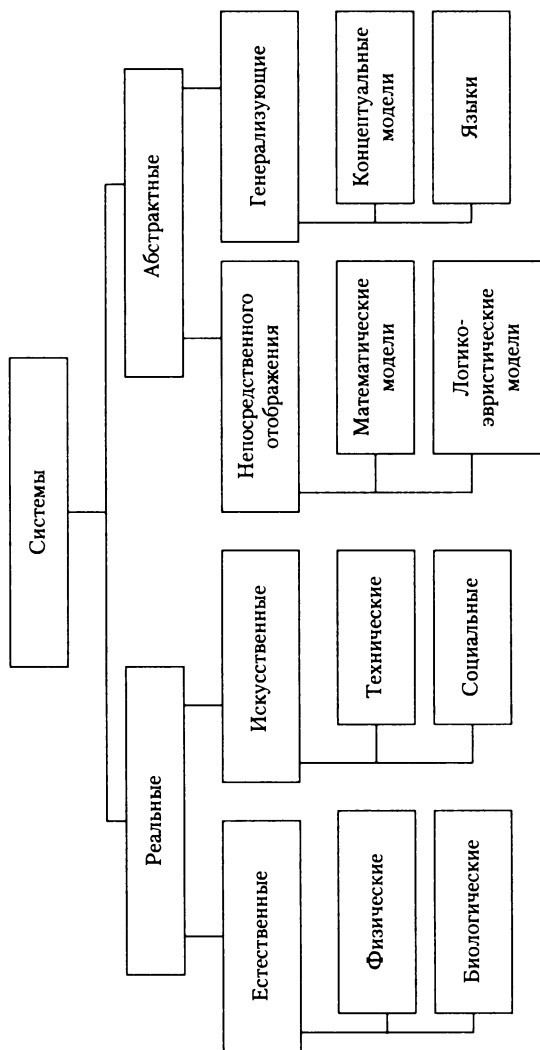 Системы
Реальные
Абстрактные
Естественные
Искусственные
Непосредственного
отображения
Генерализующие
Физические
Технические
Математические
модели
Концептуальные
модели
Биологические
Социальные
Логико-
эвристические
модели
Языки